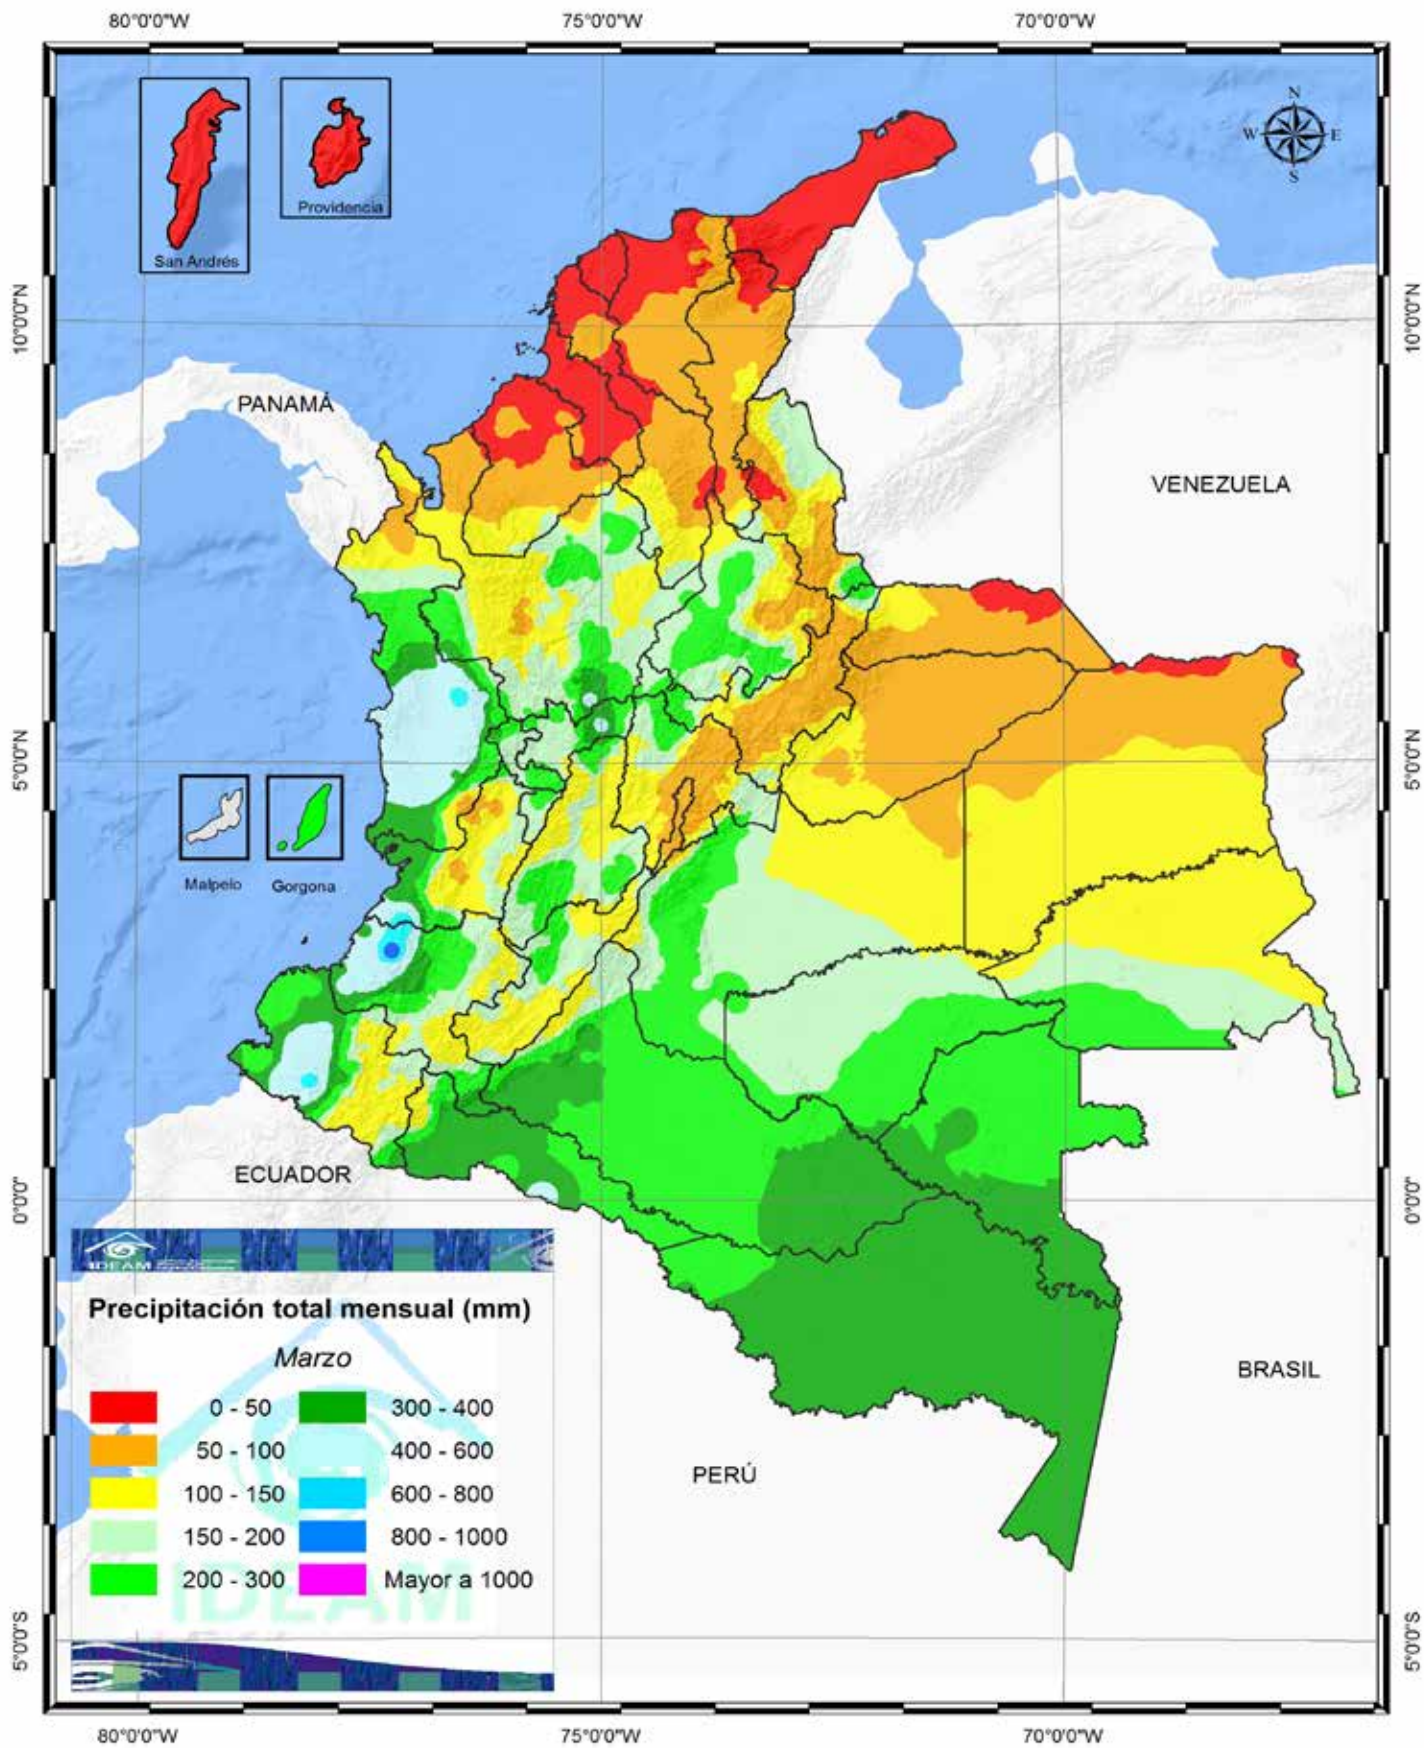 80°0'0"W 75°0'0"W 70°0'0"W
N
W E
S
San Andrés
Providencia
10°0'0"N 10°0'0"N
PANAMÁ
VENEZUELA
5°0'0"N 5°0'0"N
Malpelo Gorgona
ECUADOR
0°0'0" 0°0'0"
IDEAM
Precipitación total mensual (mm)
Marzo
0 - 50 300 - 400
50 - 100 400 - 600
100 - 150 600 - 800
150 - 200 800 - 1000
200 - 300 Mayor a 1000
IDEAM
BRASIL
PERÚ
5°0'0"S 5°0'0"S
80°0'0"W 75°0'0"W 70°0'0"W